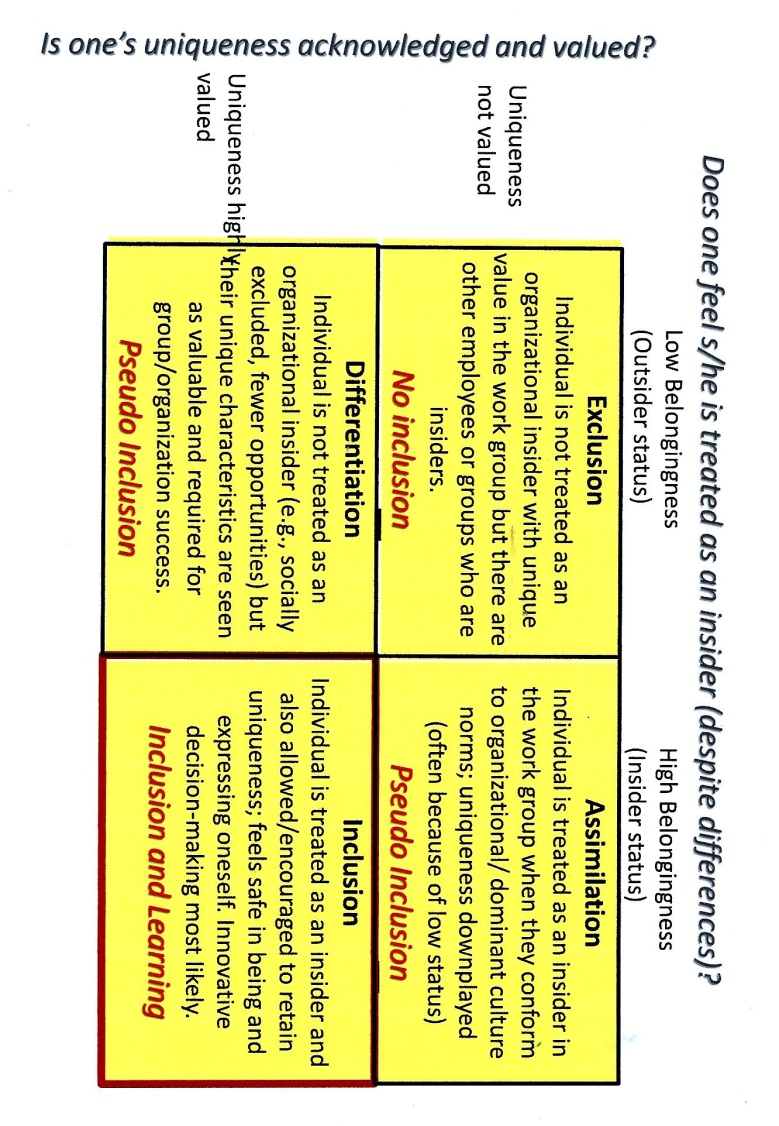 Does one feel s/he is treated as an insider (despite differences)?
Low Belongingness
(Outsider status)
High Belongingness
(Insider status)
Is one's uniqueness acknowledged and valued?
Uniqueness
not valued
Exclusion
Individual is not treated as an
organizational insider with unique
value in the work group but there are
other employees or groups who are
insiders.
No inclusion
Assimilation
Individual is treated as an insider in
the work group when they conform
to organizational/ dominant culture
norms; uniqueness downplayed
(often because of low status)
Pseudo Inclusion
Uniqueness highly
valued
Differentiation
Individual is not treated as an
organizational insider (e.g., socially
excluded, fewer opportunities) but
their unique characteristics are seen
as valuable and required for
group/organization success.
Pseudo Inclusion
Inclusion
Individual is treated as an insider and
also allowed/encouraged to retain
uniqueness; feels safe in being and
expressing oneself. Innovative
decision-making most likely.
Inclusion and Learning